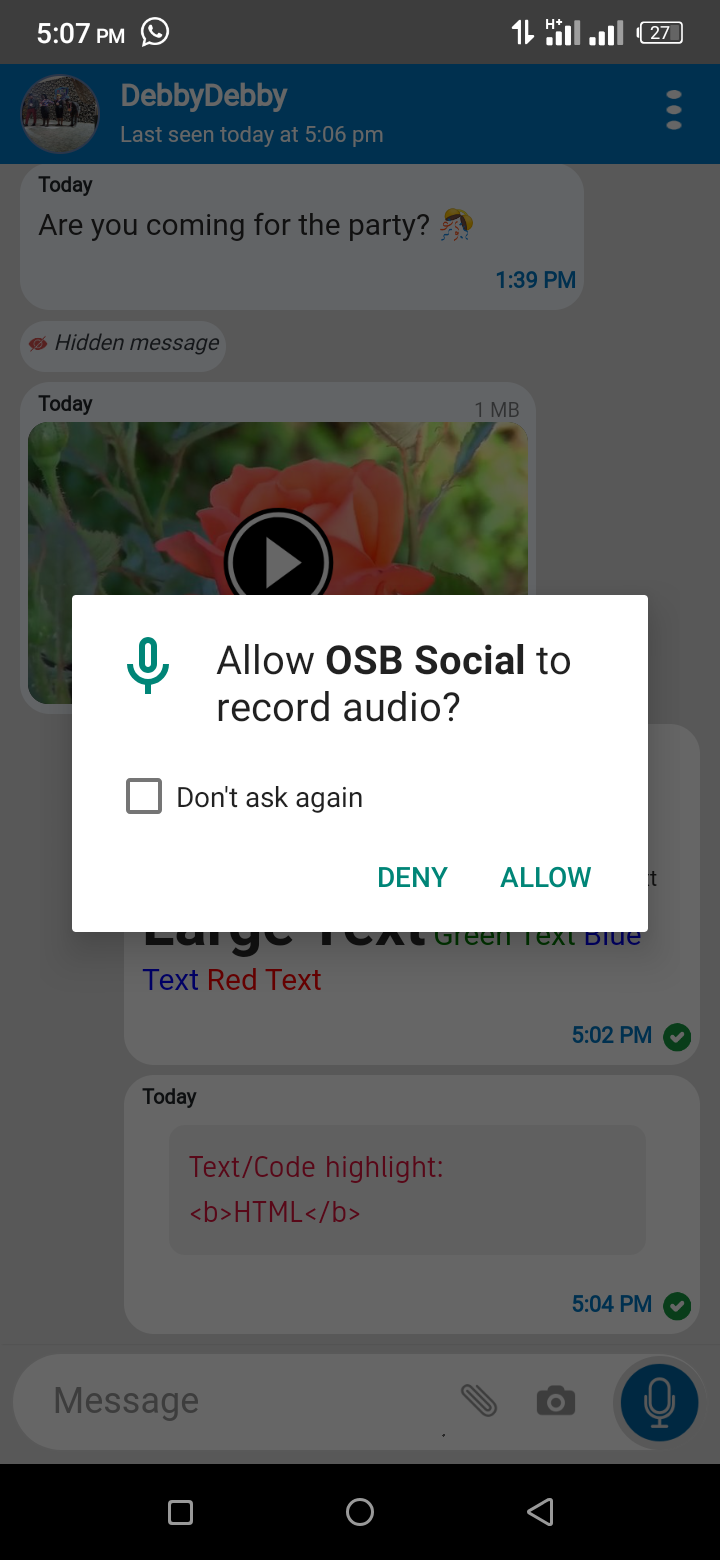 5:07 PM
H+
27
DebbyDebby
Last seen today at 5:06 pm
Today
Are you coming for the party?
1:39 PM
Hidden message
Today
1 MB
Allow OSB Social to
record audio?
Don't ask again
DENY ALLOW
Large Text Green Text Blue
Text Red Text
5:02 PM
Today
Text/Code highlight:
<b>HTML</b>
5:04 PM
Message